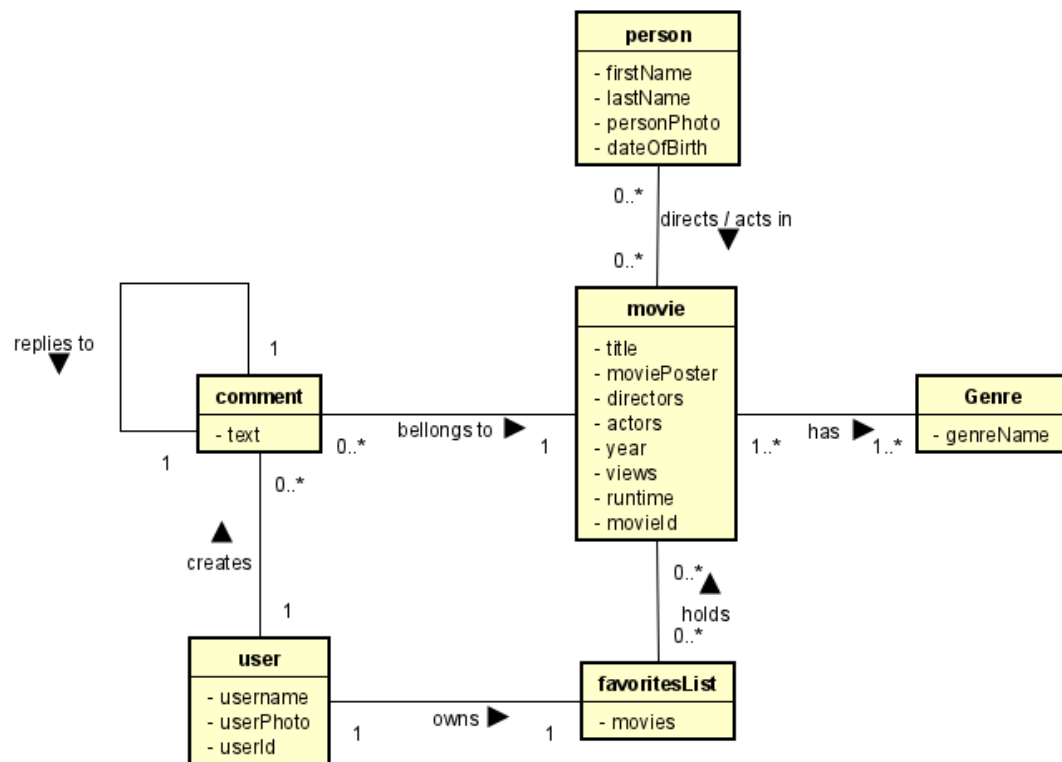 person
- firstName
- lastName
- personPhoto
- dateOfBirth
0..*
directs / acts in
0..*
movie
- title
- moviePoster
- directors
- actors
- year
- views
- runtime
- movieId
replies to
1
1
comment
- text
0..*
bellongs to
1
1..*
has
1..*
Genre
- genreName
0..*
creates
1
0..*
holds
0..*
user
- username
- userPhoto
- userId
1
owns
1
favoritesList
- movies